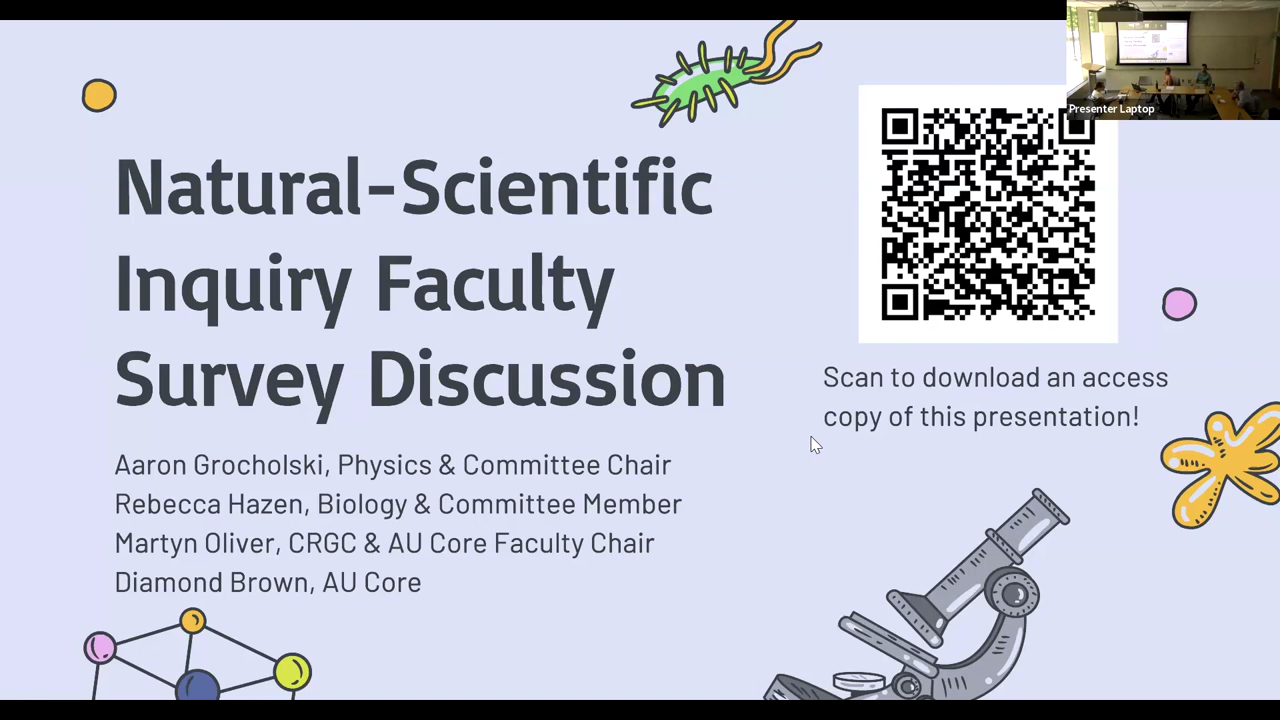 Natural-Scientific
Inquiry Faculty
Survey Discussion
Aaron Grocholski, Physics & Committee Chair
Rebecca Hazen, Biology & Committee Member
Martyn Oliver, CRGC & AU Core Faculty Chair
Diamond Brown, AU Core
Presenter Laptop
Scan to download an access
copy of this presentation!